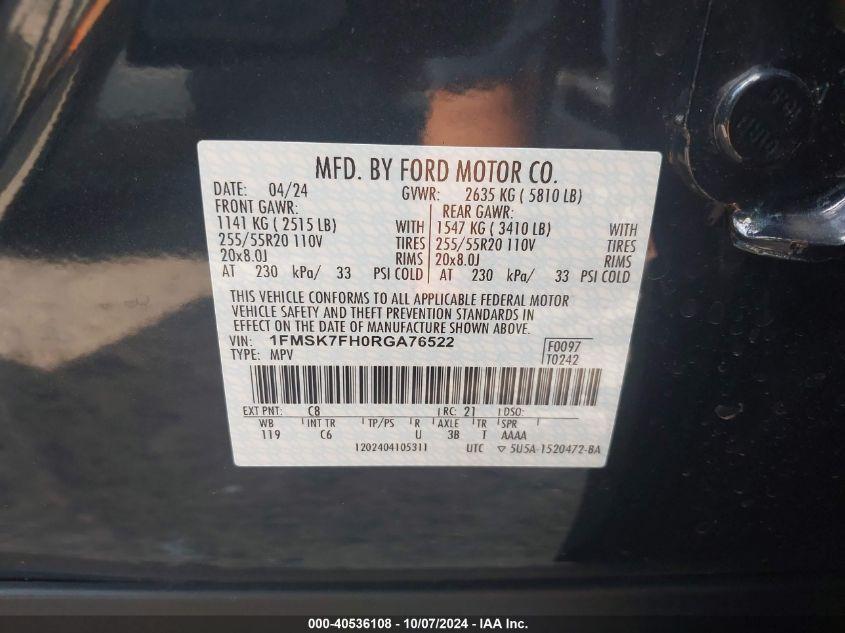 MFD. BY FORD MOTOR CO.
DATE: 04/24 GVWR: 2635 KG ( 5810 LB)
FRONT GAWR: REAR GAWR:
1141 KG ( 2515 LB) WITH 1547 KG ( 3410 LB) WITH
255/55R20 110V TIRES 255/55R20 110V TIRES
20x8.0J RIMS 20x8.0J RIMS
AT 230 kPa/ 33 PSI COLD AT 230 kPa/ 33 PSI COLD
THIS VEHICLE CONFORMS TO ALL APPLICABLE FEDERAL MOTOR
VEHICLE SAFETY AND THEFT PREVENTION STANDARDS IN
EFFECT ON THE DATE OF MANUFACTURE SHOWN ABOVE.
VIN: 1FMSK7FH0RGA76522 F0097
TYPE: MPV T0242
EXT PNT: C8 RC: 21 DSO:
WB INT TR TP/PS R AXLE TR SPR
119 C6 U 3B T AAAA
1202404105311 UTC ▽ 5U5A-1520472-BA
000-40536108 - 10/07/2024 - IAA Inc.